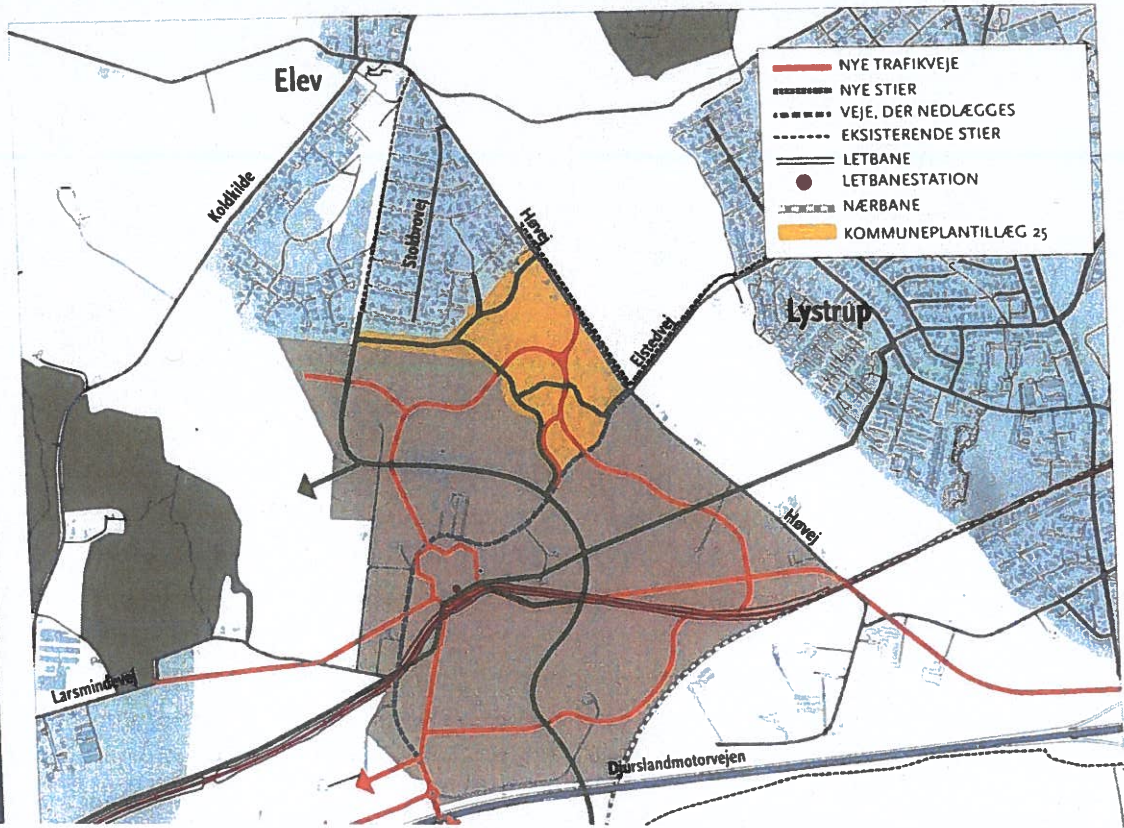 Elev
NYE TRAFIKVEJE
NYE STIER
VEJE, DER NEDLÆGGES
EKSISTERENDE STIER
LETBANE
LETBANESTATION
NÆRBANE
KOMMUNEPLANTILLÆG 25
Koldkilde
Stokbrovej
Høvej
Elstedvej
Lystrup
Høvej
Larsmindevej
Djurslandmotorvejen